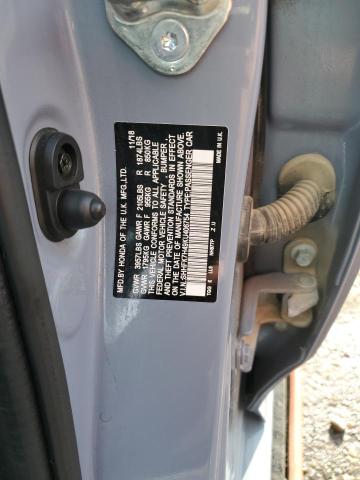 MFD.BY HONDA OF THE U.K. MFG.LTD. 11/18
GVWR 3957LBS GAWR F 2105LBS R 1874LBS
GVWR 1795KG GAWR F 955KG R 850KG
THIS VEHICLE CONFORMS TO ALL APPLICABLE
FEDERAL MOTOR VEHICLE SAFETY, BUMPER,
AND THEFT PREVENTION STANDARDS IN EFFECT
ON THE DATE OF MANUFACTURE SHOWN ABOVE.
V.I.N. TYPE:PASSENGER CAR
MADE IN U.K.